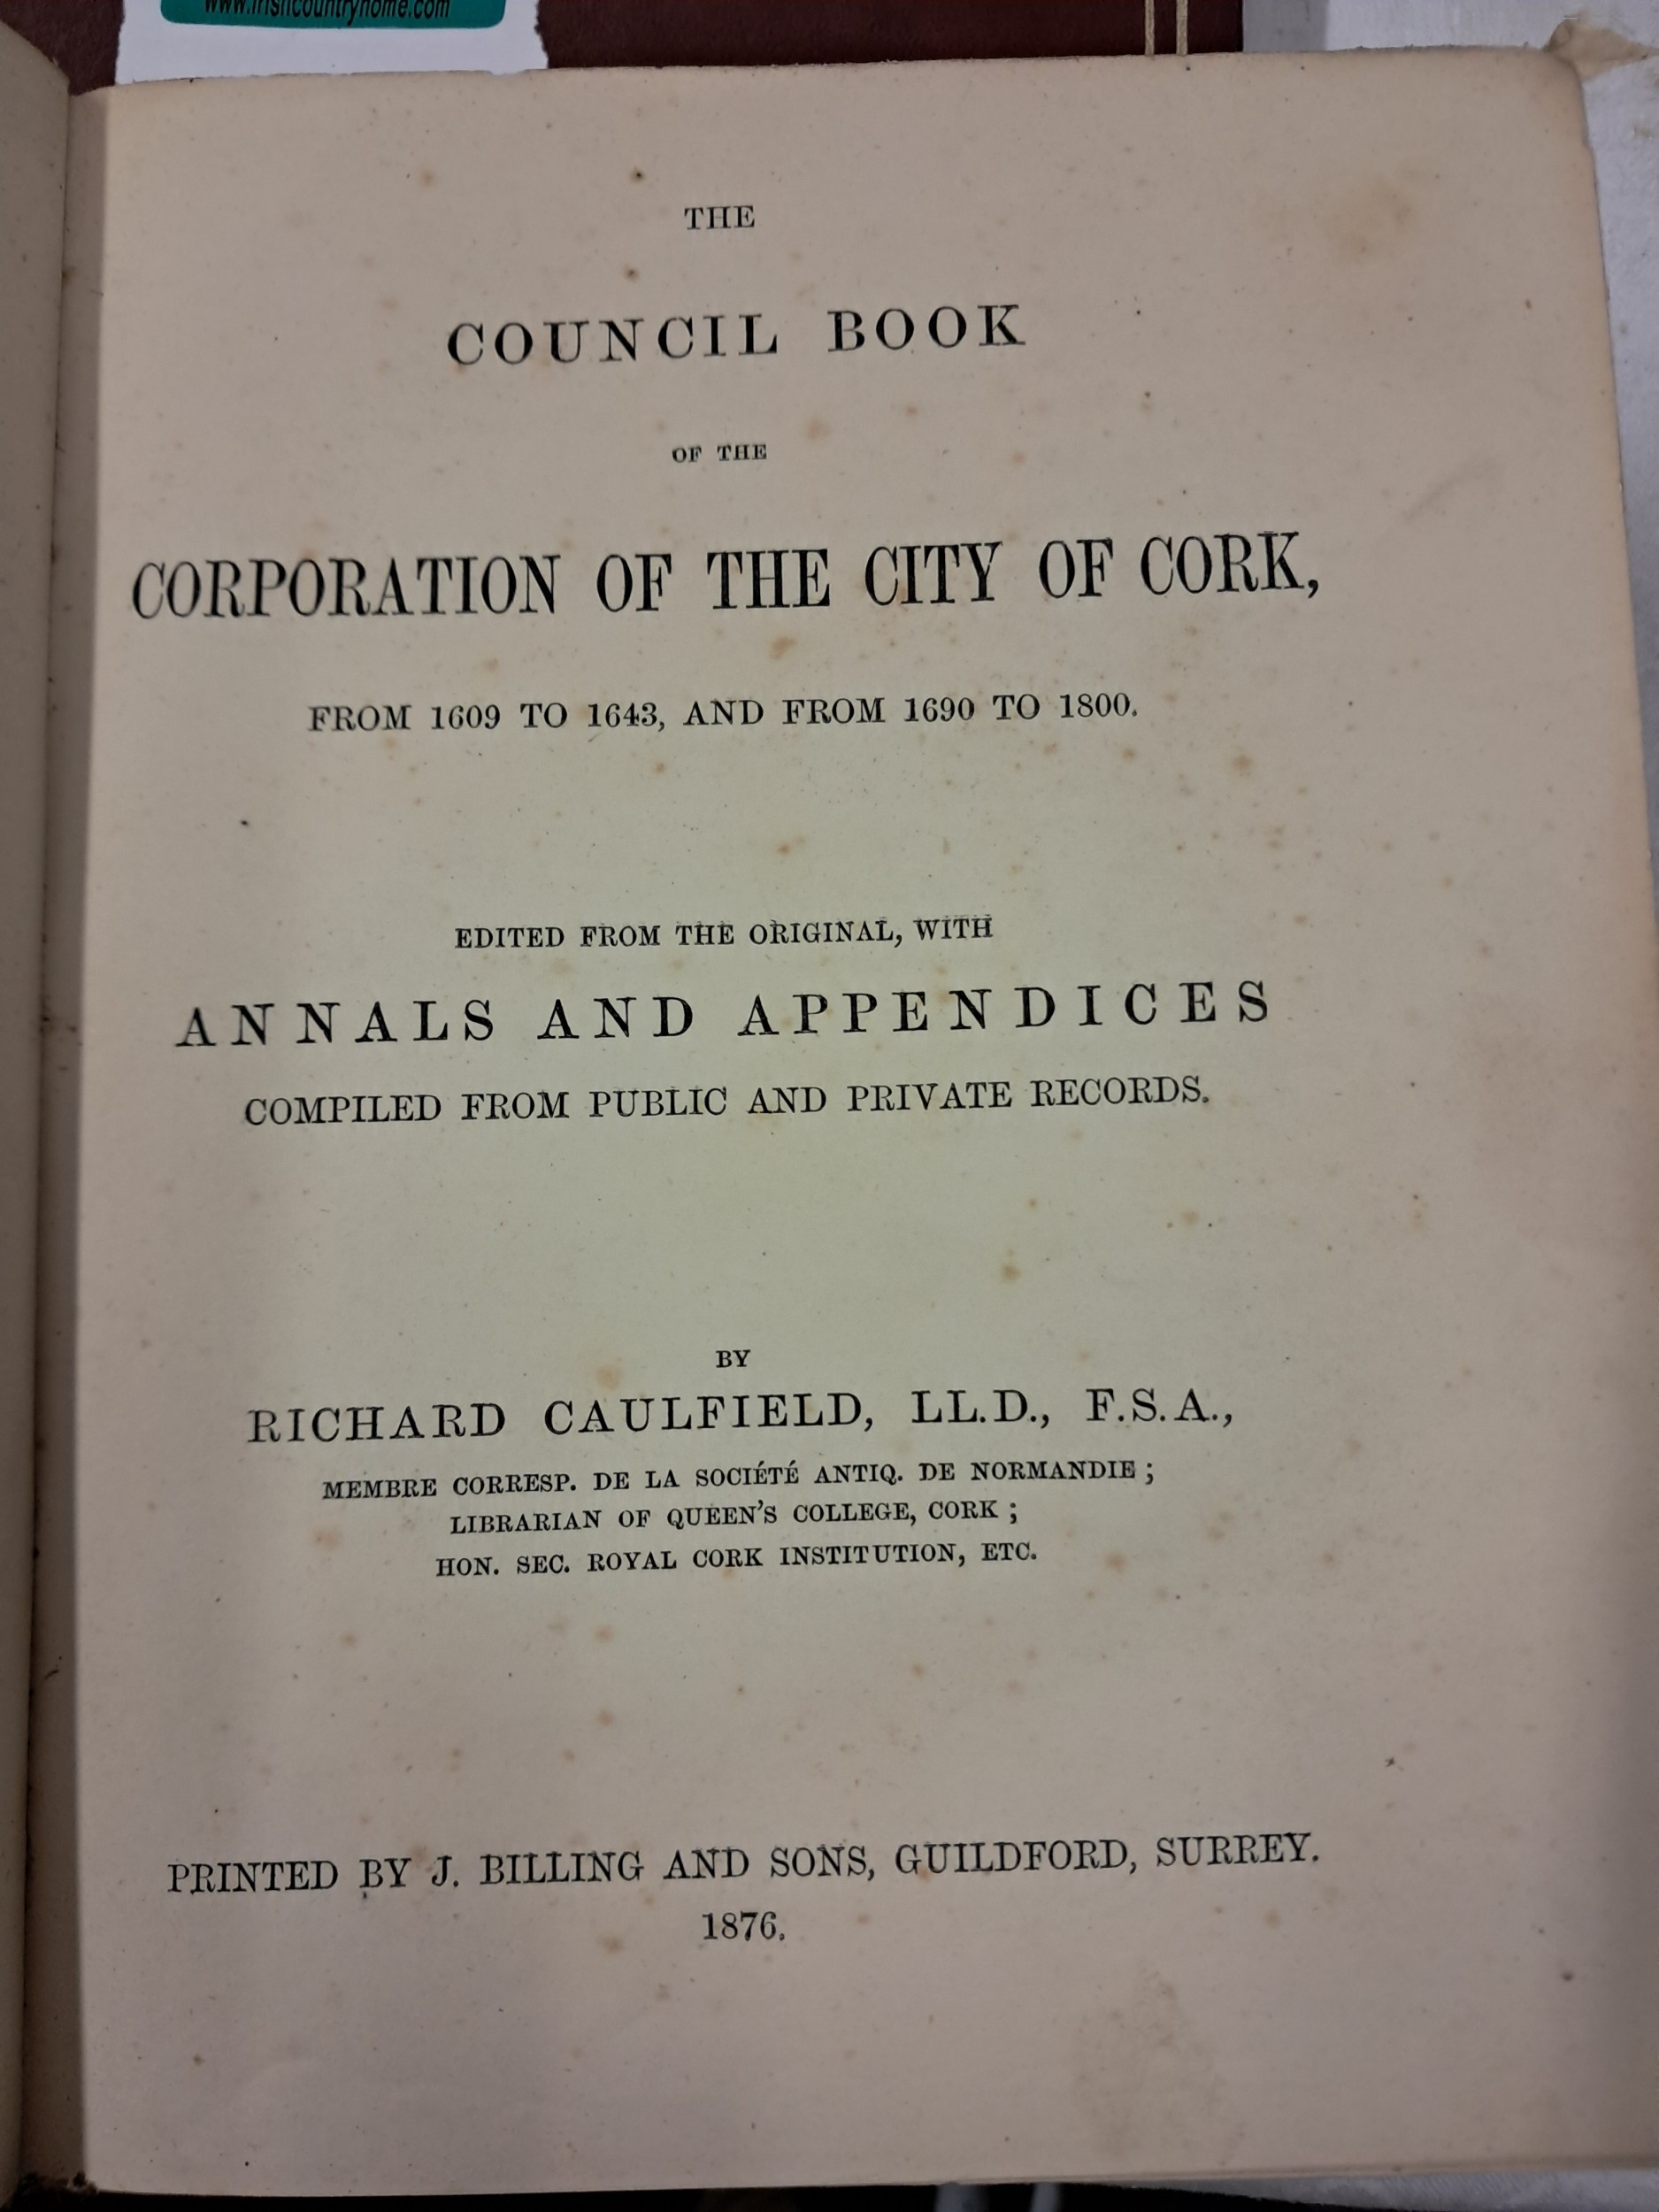 www.irishcountryhome.com
THE
COUNCIL BOOK
OF THE
CORPORATION OF THE CITY OF CORK,
FROM 1609 TO 1643, AND FROM 1690 TO 1800.
EDITED FROM THE ORIGINAL, WITH
ANNALS AND APPENDICES
COMPILED FROM PUBLIC AND PRIVATE RECORDS.
BY
RICHARD CAULFIELD, LL.D., F.S.A.,
MEMBRE CORRESP. DE LA SOCIÉTÉ ANTIQ. DE NORMANDIE ;
LIBRARIAN OF QUEEN'S COLLEGE, CORK ;
HON. SEC. ROYAL CORK INSTITUTION, ETC.
PRINTED BY J. BILLING AND SONS, GUILDFORD, SURREY.
1876.